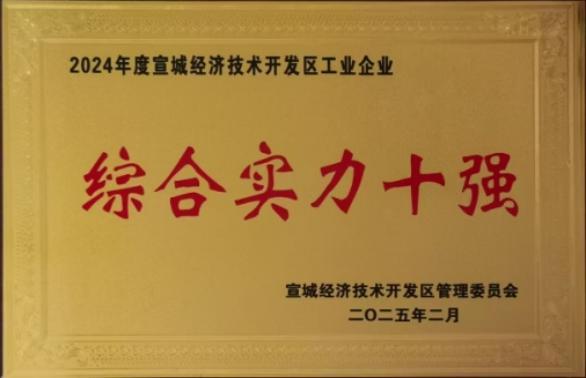 2024年度宣城经济技术开发区工业企业
综合实力十强
宣城经济技术开发区管理委员会
二〇二五年二月